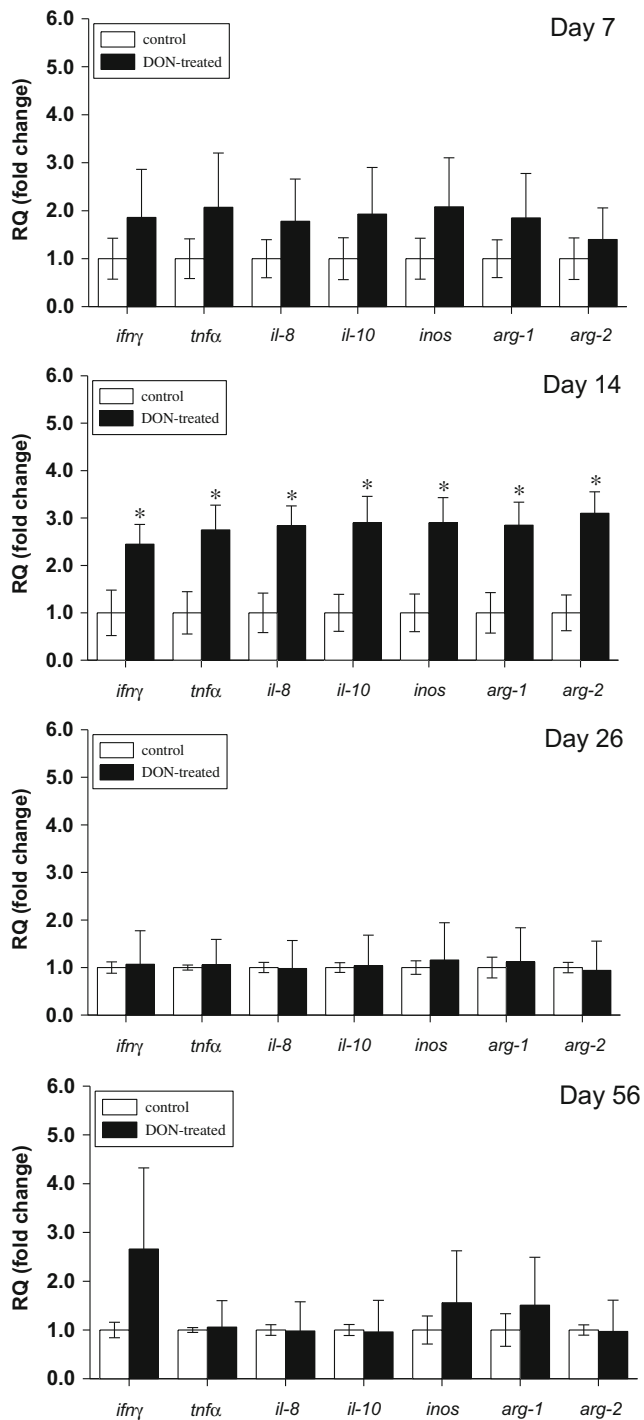 Day 7
control
DON-treated
RQ (fold change)
6.0
5.0
4.0
3.0
2.0
1.0
0.0
ifnγ tnfα il-8 il-10 inos arg-1 arg-2
Day 14
control
DON-treated
RQ (fold change)
6.0
5.0
4.0
3.0
2.0
1.0
0.0
* * * * * * *
ifnγ tnfα il-8 il-10 inos arg-1 arg-2
Day 26
control
DON-treated
RQ (fold change)
6.0
5.0
4.0
3.0
2.0
1.0
0.0
ifnγ tnfα il-8 il-10 inos arg-1 arg-2
Day 56
control
DON-treated
RQ (fold change)
6.0
5.0
4.0
3.0
2.0
1.0
0.0
ifnγ tnfα il-8 il-10 inos arg-1 arg-2